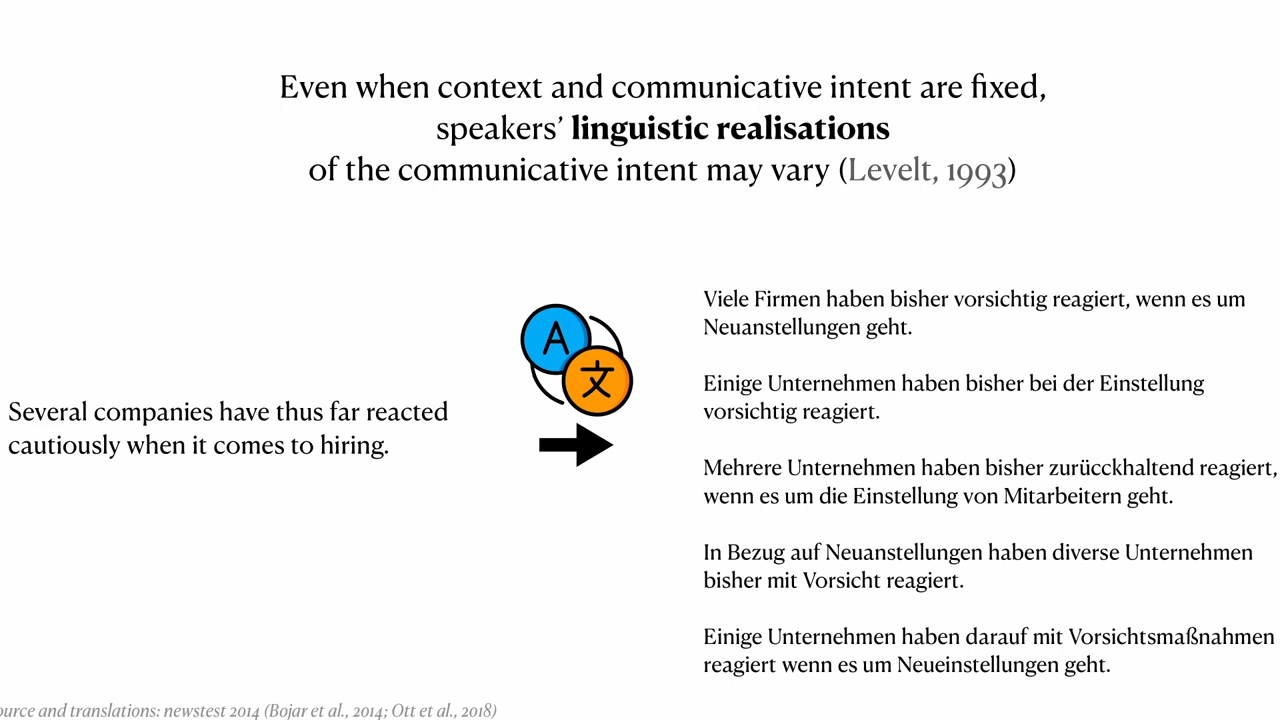 Even when context and communicative intent are fixed,
speakers’ linguistic realisations
of the communicative intent may vary (Levelt, 1993)
Several companies have thus far reacted
cautiously when it comes to hiring.
A
文
Viele Firmen haben bisher vorsichtig reagiert, wenn es um
Neuanstellungen geht.
Einige Unternehmen haben bisher bei der Einstellung
vorsichtig reagiert.
Mehrere Unternehmen haben bisher zurücckhaltend reagiert,
wenn es um die Einstellung von Mitarbeitern geht.
In Bezug auf Neuanstellungen haben diverse Unternehmen
bisher mit Vorsicht reagiert.
Einige Unternehmen haben darauf mit Vorsichtsmaßnahmen
reagiert wenn es um Neueinstellungen geht.
ource and translations: newstest 2014 (Bojar et al., 2014; Ott et al., 2018)